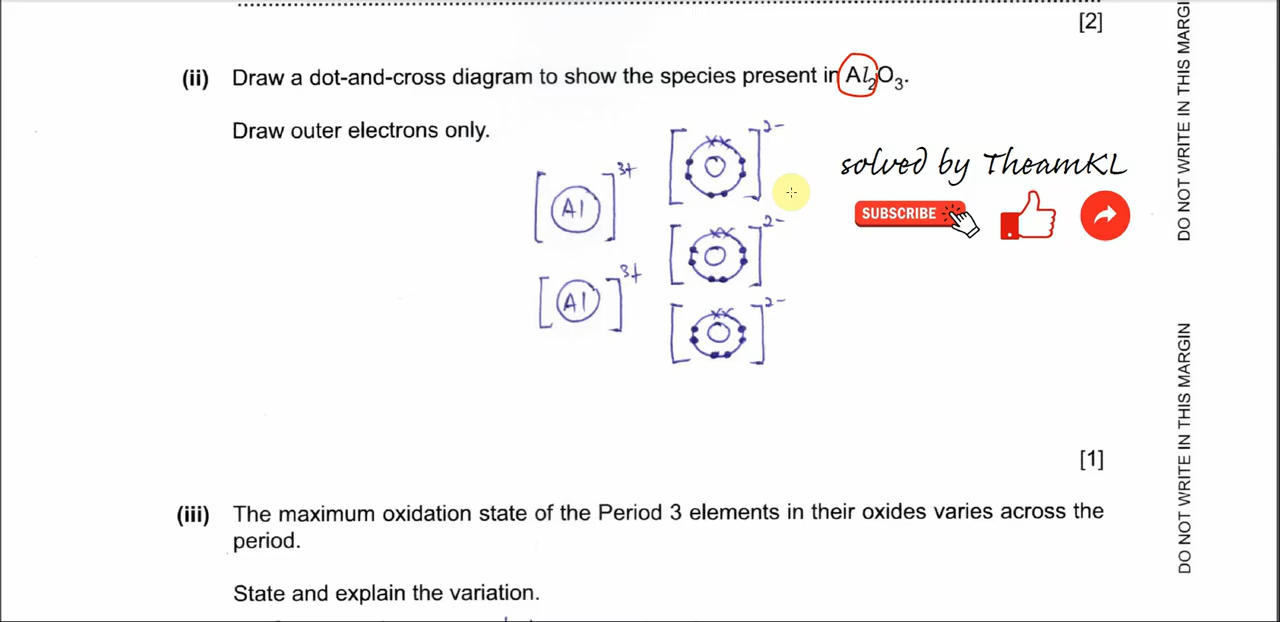 [2]
(ii) Draw a dot-and-cross diagram to show the species present in Al2O3.
Draw outer electrons only.
[Al]3+
[Al]3+
[O]2-
[O]2-
[O]2-
solved by TheamKL
SUBSCRIBE
[1]
(iii) The maximum oxidation state of the Period 3 elements in their oxides varies across the
period.
State and explain the variation.
DO NOT WRITE IN THIS MARGI
DO NOT WRITE IN THIS MARGIN